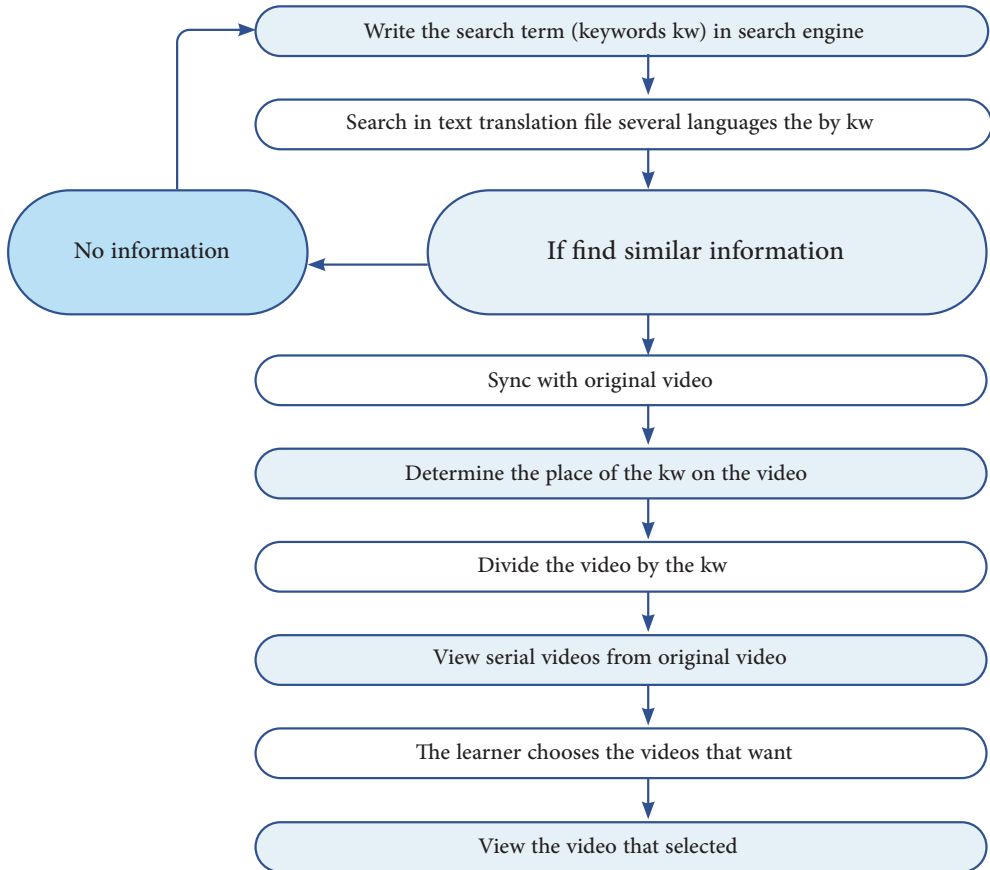 Write the search term (keywords kw) in search engine
Search in text translation file several languages the by kw
No information
If find similar information
Sync with original video
Determine the place of the kw on the video
Divide the video by the kw
View serial videos from original video
The learner chooses the videos that want
View the video that selected